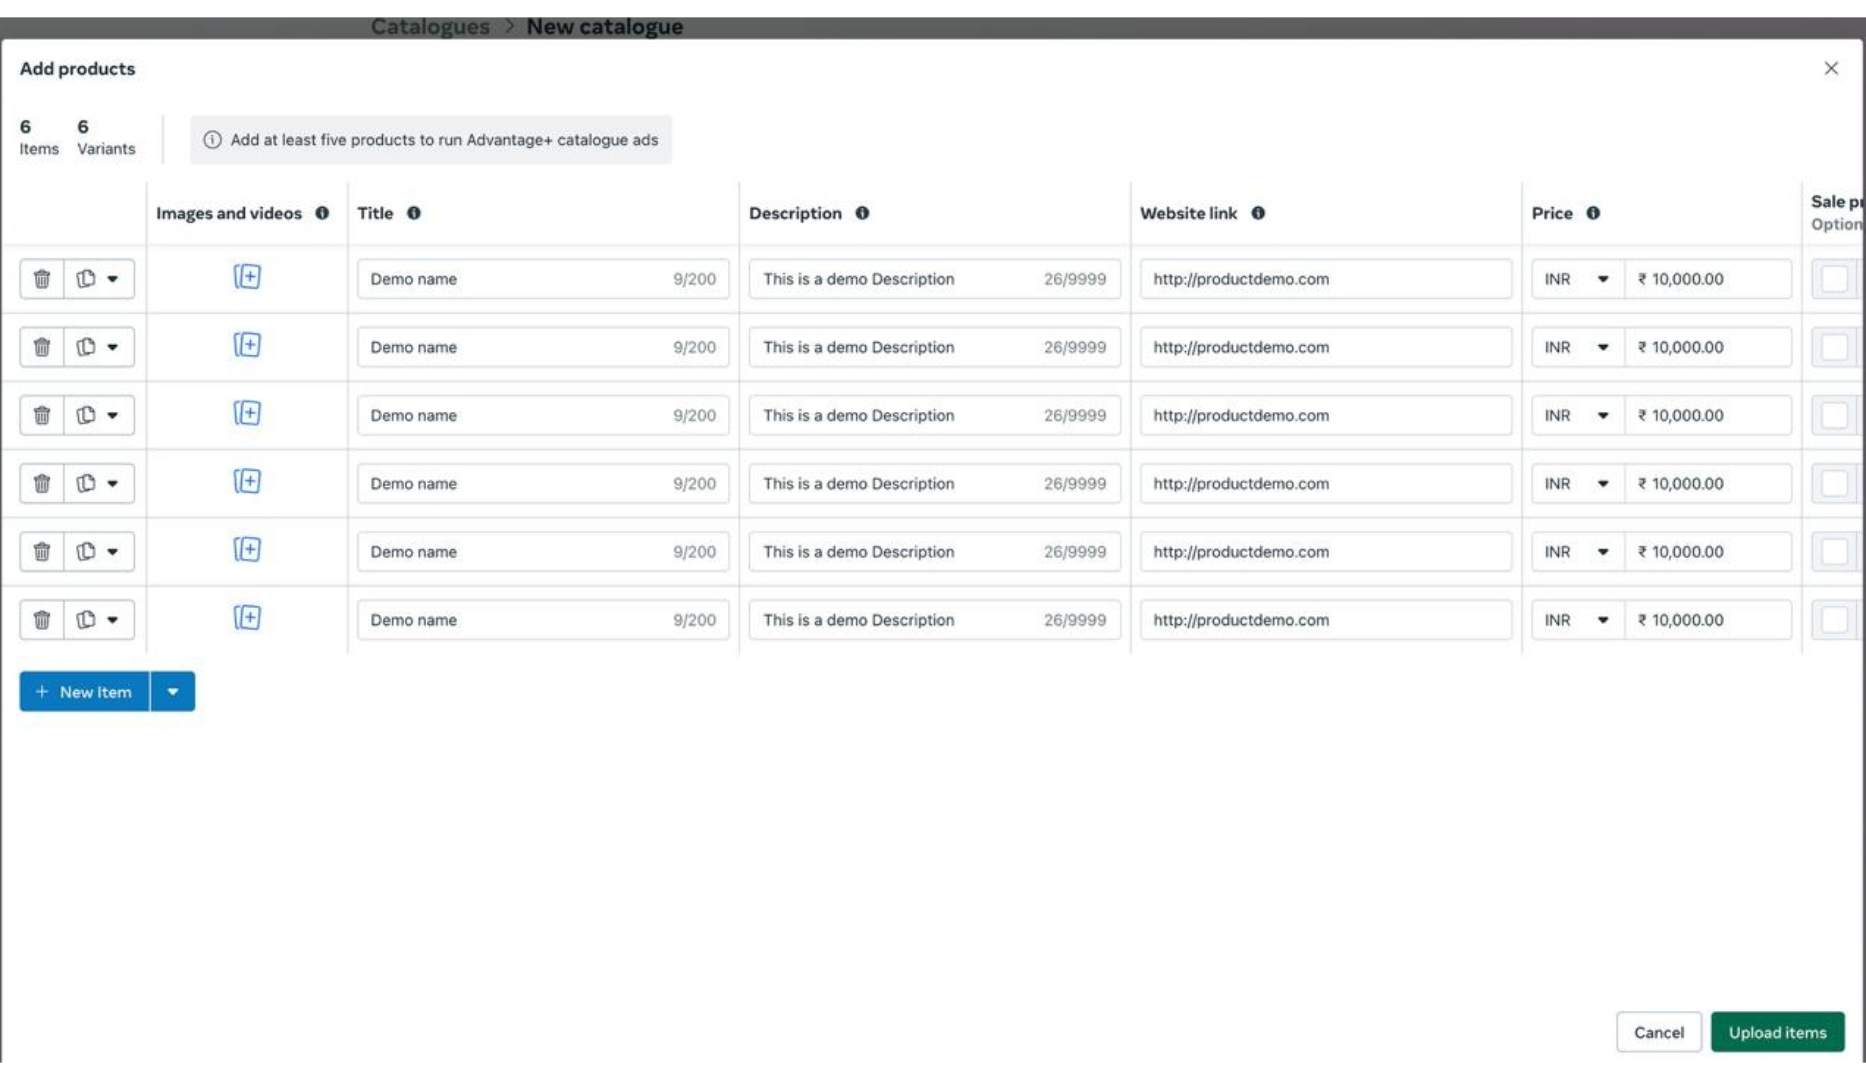 Catalogues > New catalogue
Add products
6 6
Items Variants
Add at least five products to run Advantage+ catalogue ads
Images and videos Title Description Website link Price Sale pr
Option
Demo name 9/200 This is a demo Description 26/9999 http://productdemo.com INR ₹ 10,000.00
Demo name 9/200 This is a demo Description 26/9999 http://productdemo.com INR ₹ 10,000.00
Demo name 9/200 This is a demo Description 26/9999 http://productdemo.com INR ₹ 10,000.00
Demo name 9/200 This is a demo Description 26/9999 http://productdemo.com INR ₹ 10,000.00
Demo name 9/200 This is a demo Description 26/9999 http://productdemo.com INR ₹ 10,000.00
Demo name 9/200 This is a demo Description 26/9999 http://productdemo.com INR ₹ 10,000.00
+ New Item
Cancel Upload items